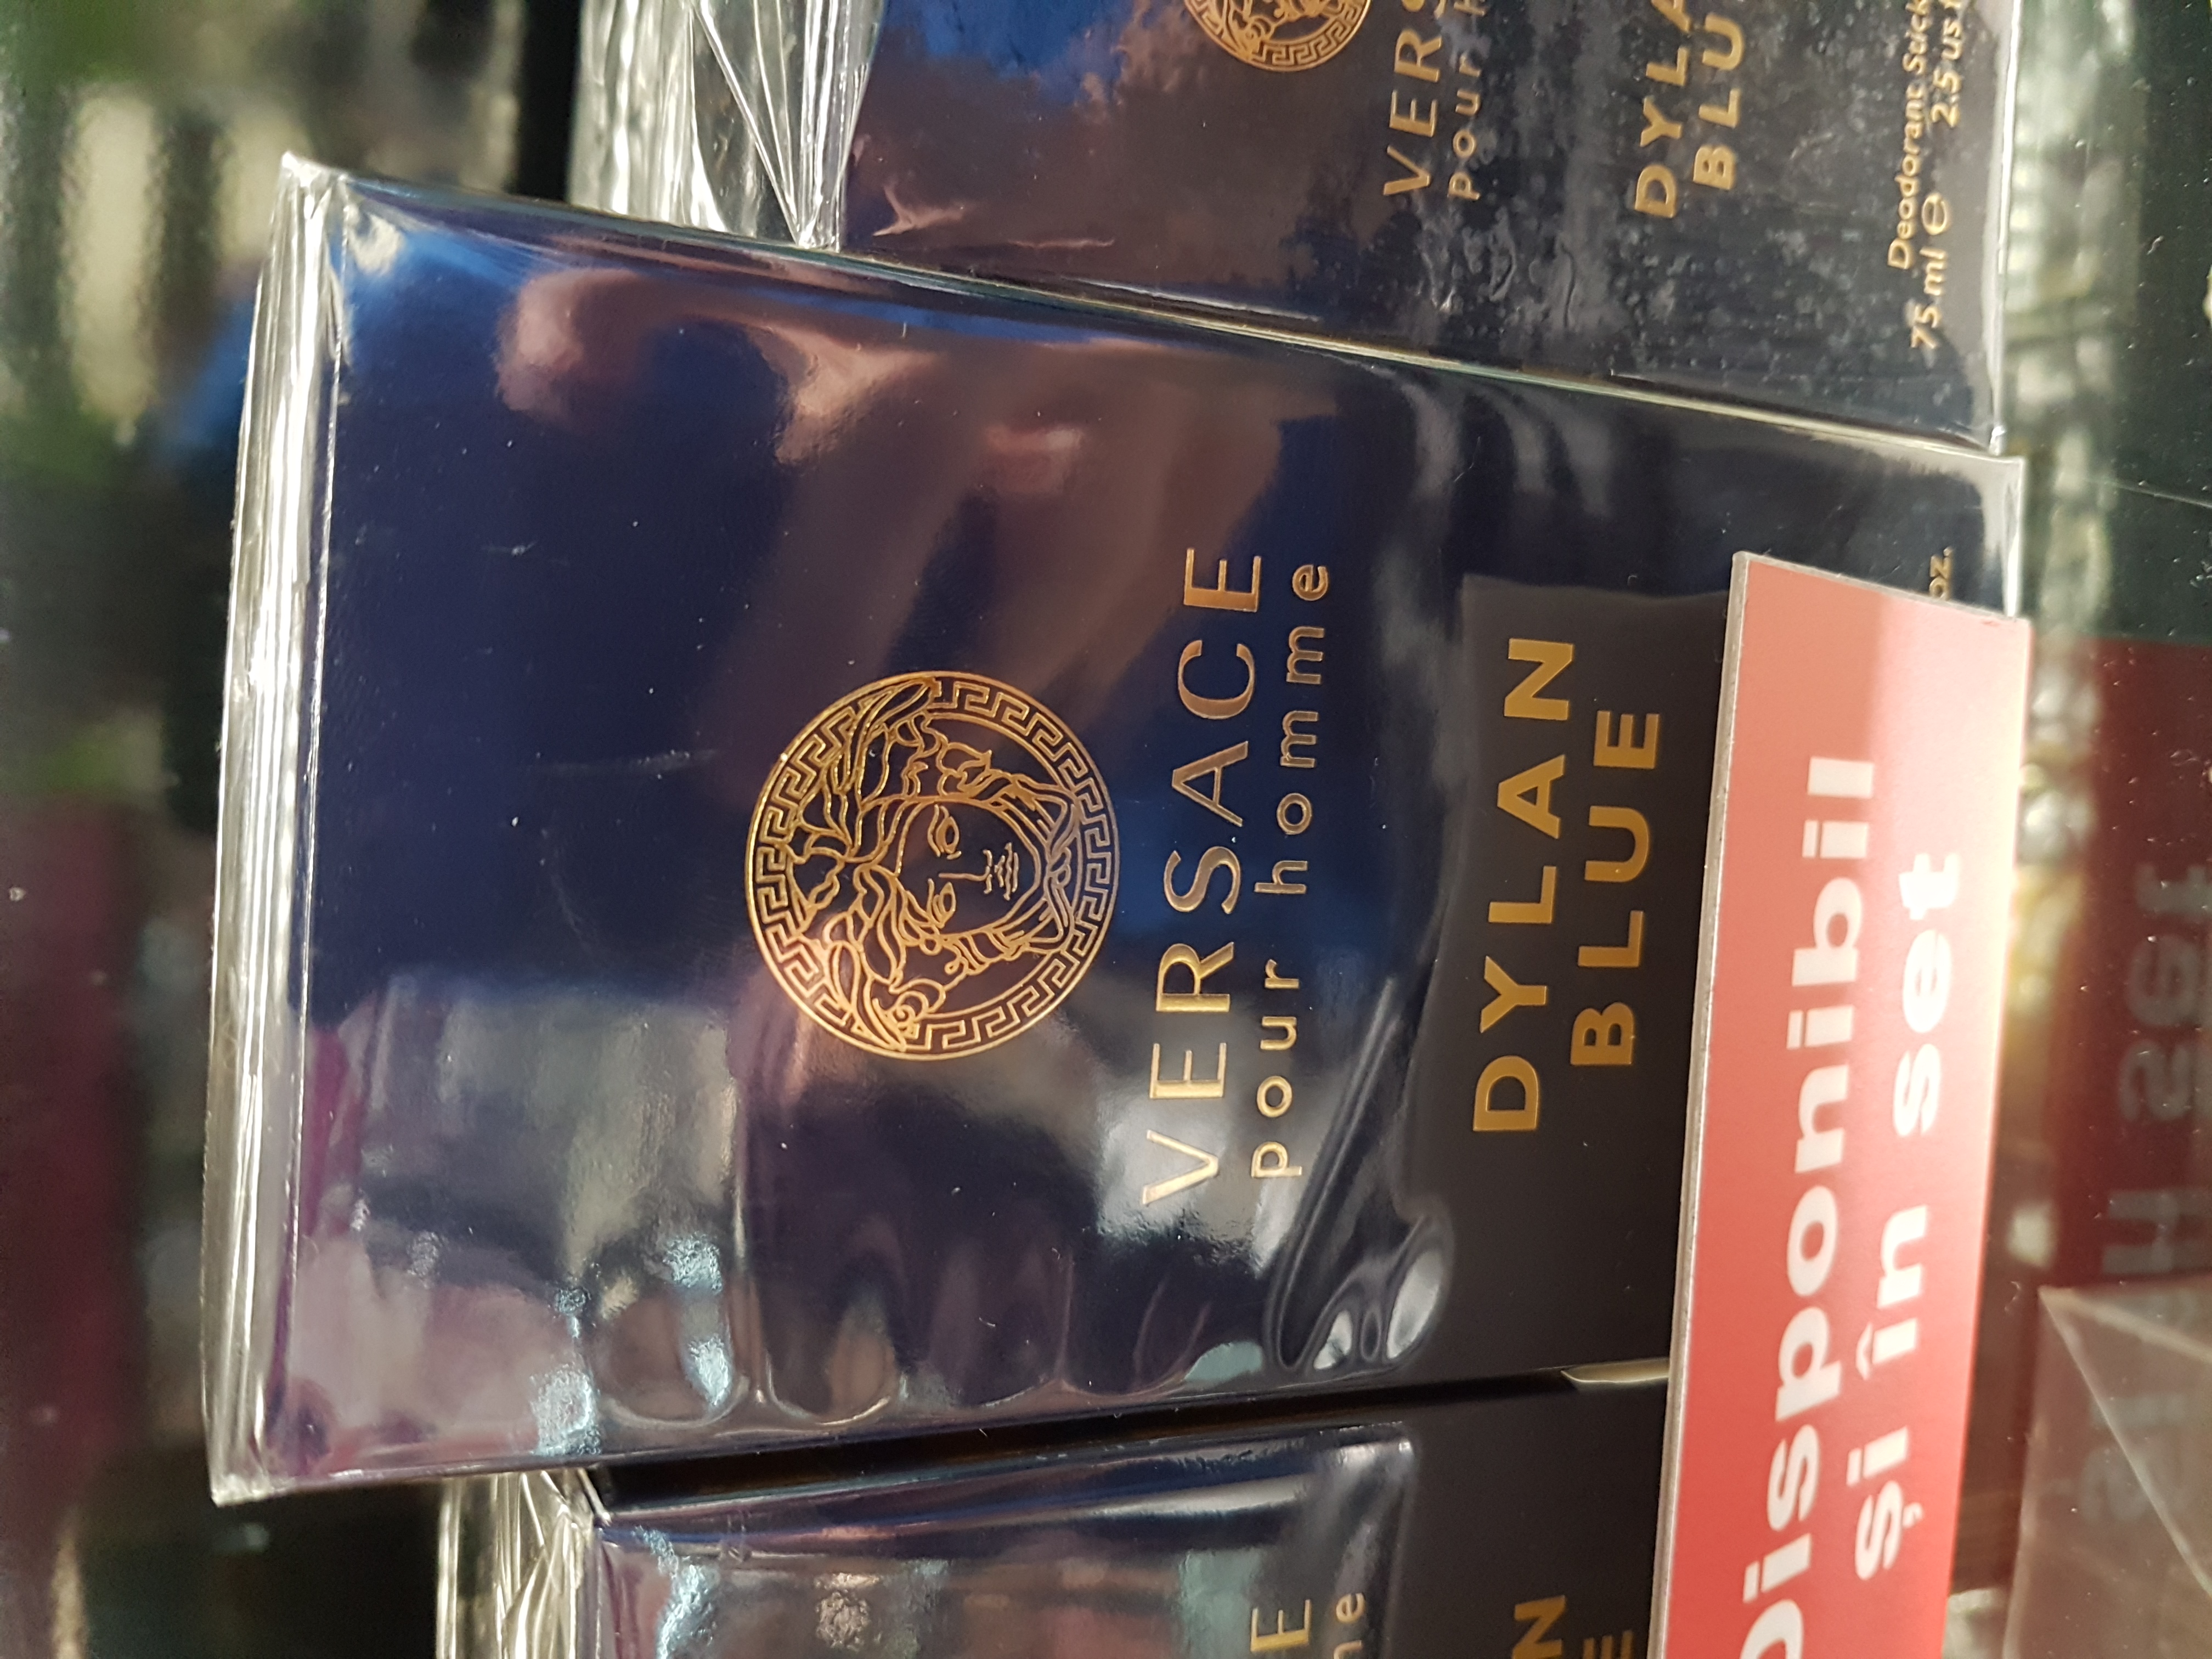 VERSACE
pour homme
DYLAN
BLUE
oz.
Disponibil
și în set
VERS
pour h
DYLA
BLU
Deodorant Stick
75 ml e 2.5 us
E
me
N
E